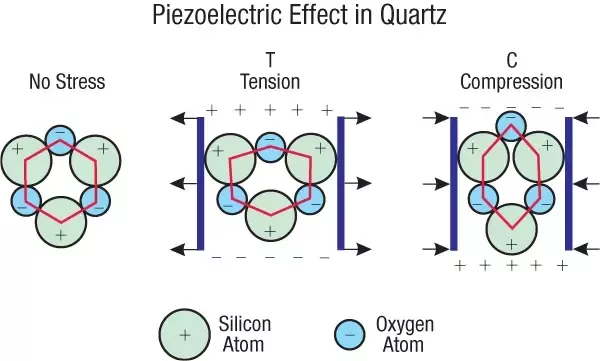 Piezoelectric Effect in Quartz
No Stress
T
Tension
C
Compression
+ + + + +
− − − − −
− +
+
− −
+
+ − +
− −
+
−
+ +
− −
+
− − − − −
+ + + + +
+ Silicon
Atom
− Oxygen
Atom